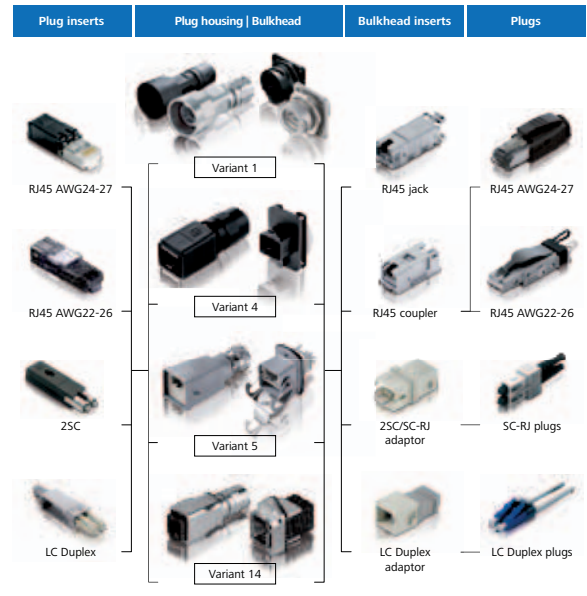 Plug inserts
Plug housing | Bulkhead
Bulkhead inserts
Plugs
Variant 1
RJ45 AWG24-27
RJ45 jack
RJ45 AWG24-27
Variant 4
RJ45 AWG22-26
RJ45 coupler
RJ45 AWG22-26
2SC
2SC/SC-RJ
adaptor
SC-RJ plugs
Variant 5
LC Duplex
LC Duplex
adaptor
LC Duplex plugs
Variant 14